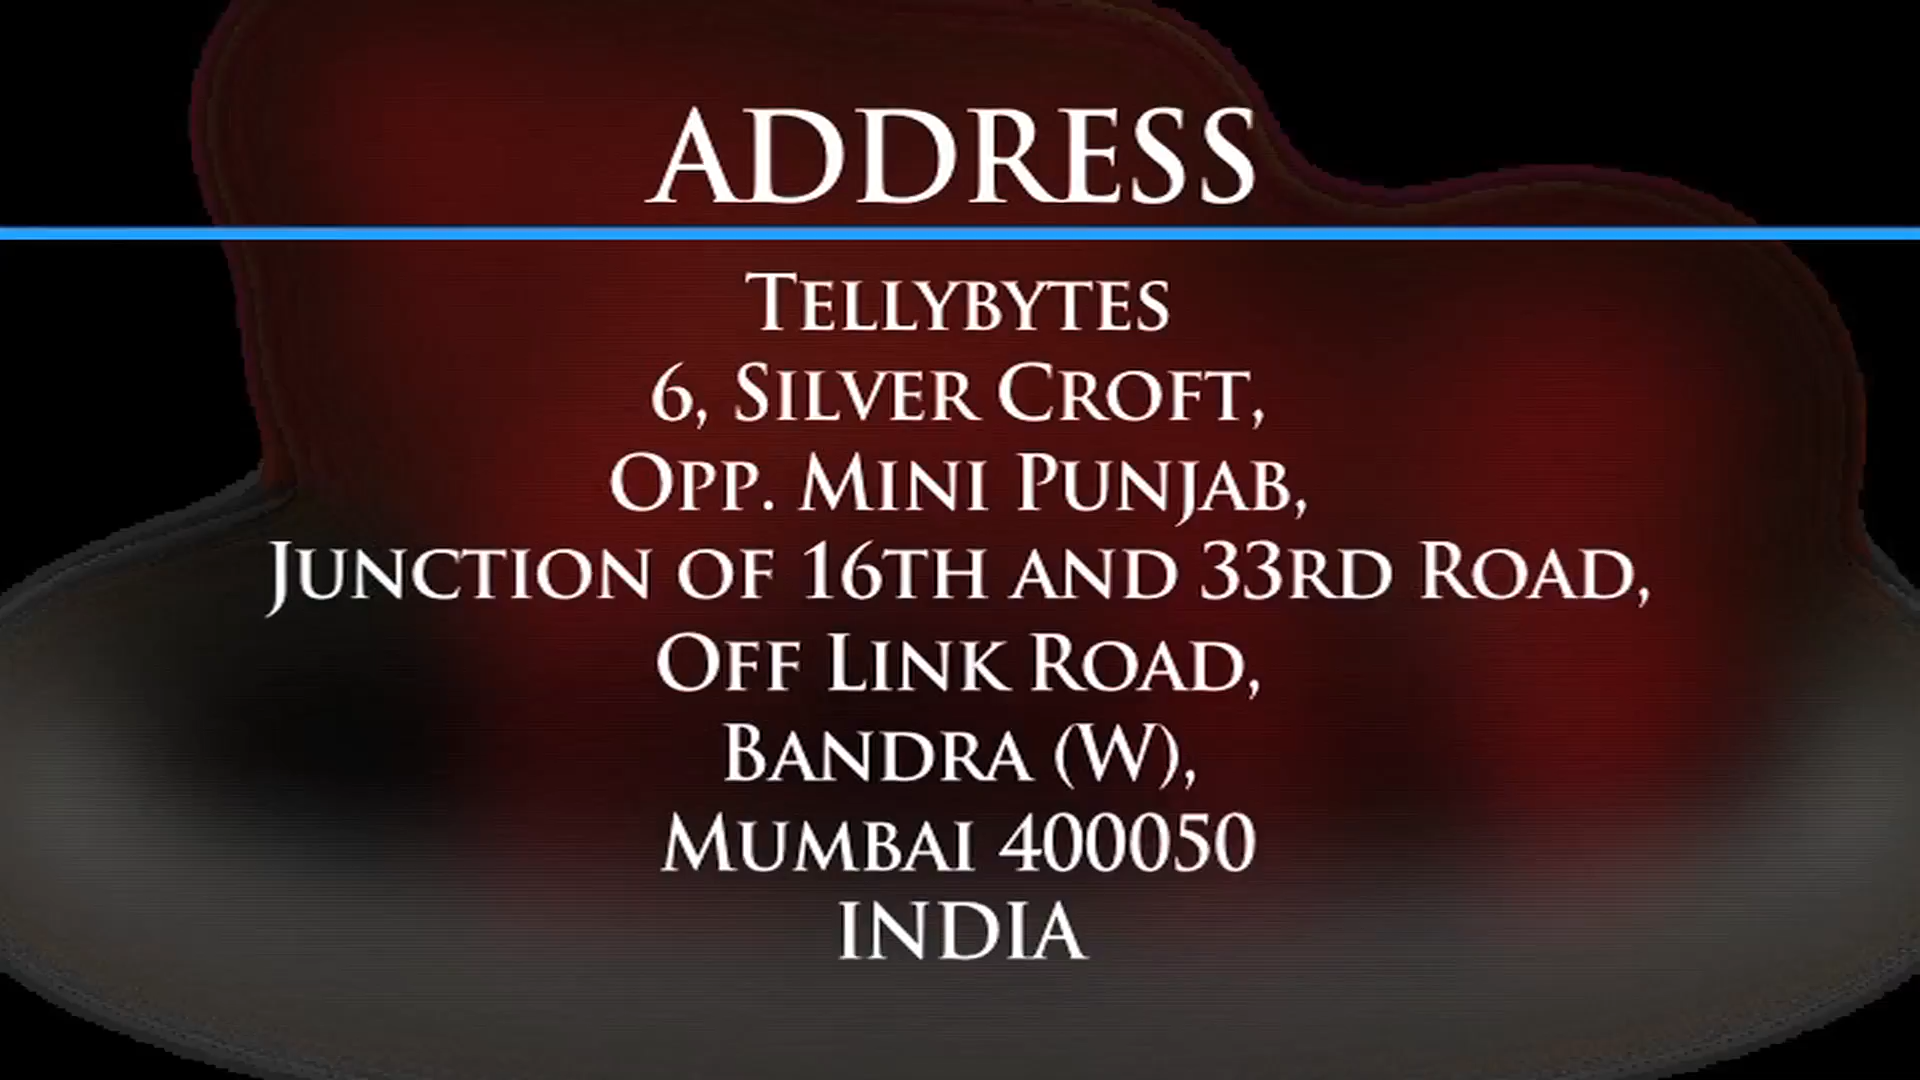 ADDRESS
TELLYBYTES
6, SILVER CROFT,
OPP. MINI PUNJAB,
JUNCTION OF 16TH AND 33RD ROAD,
OFF LINK ROAD,
BANDRA (W),
MUMBAI 400050
INDIA